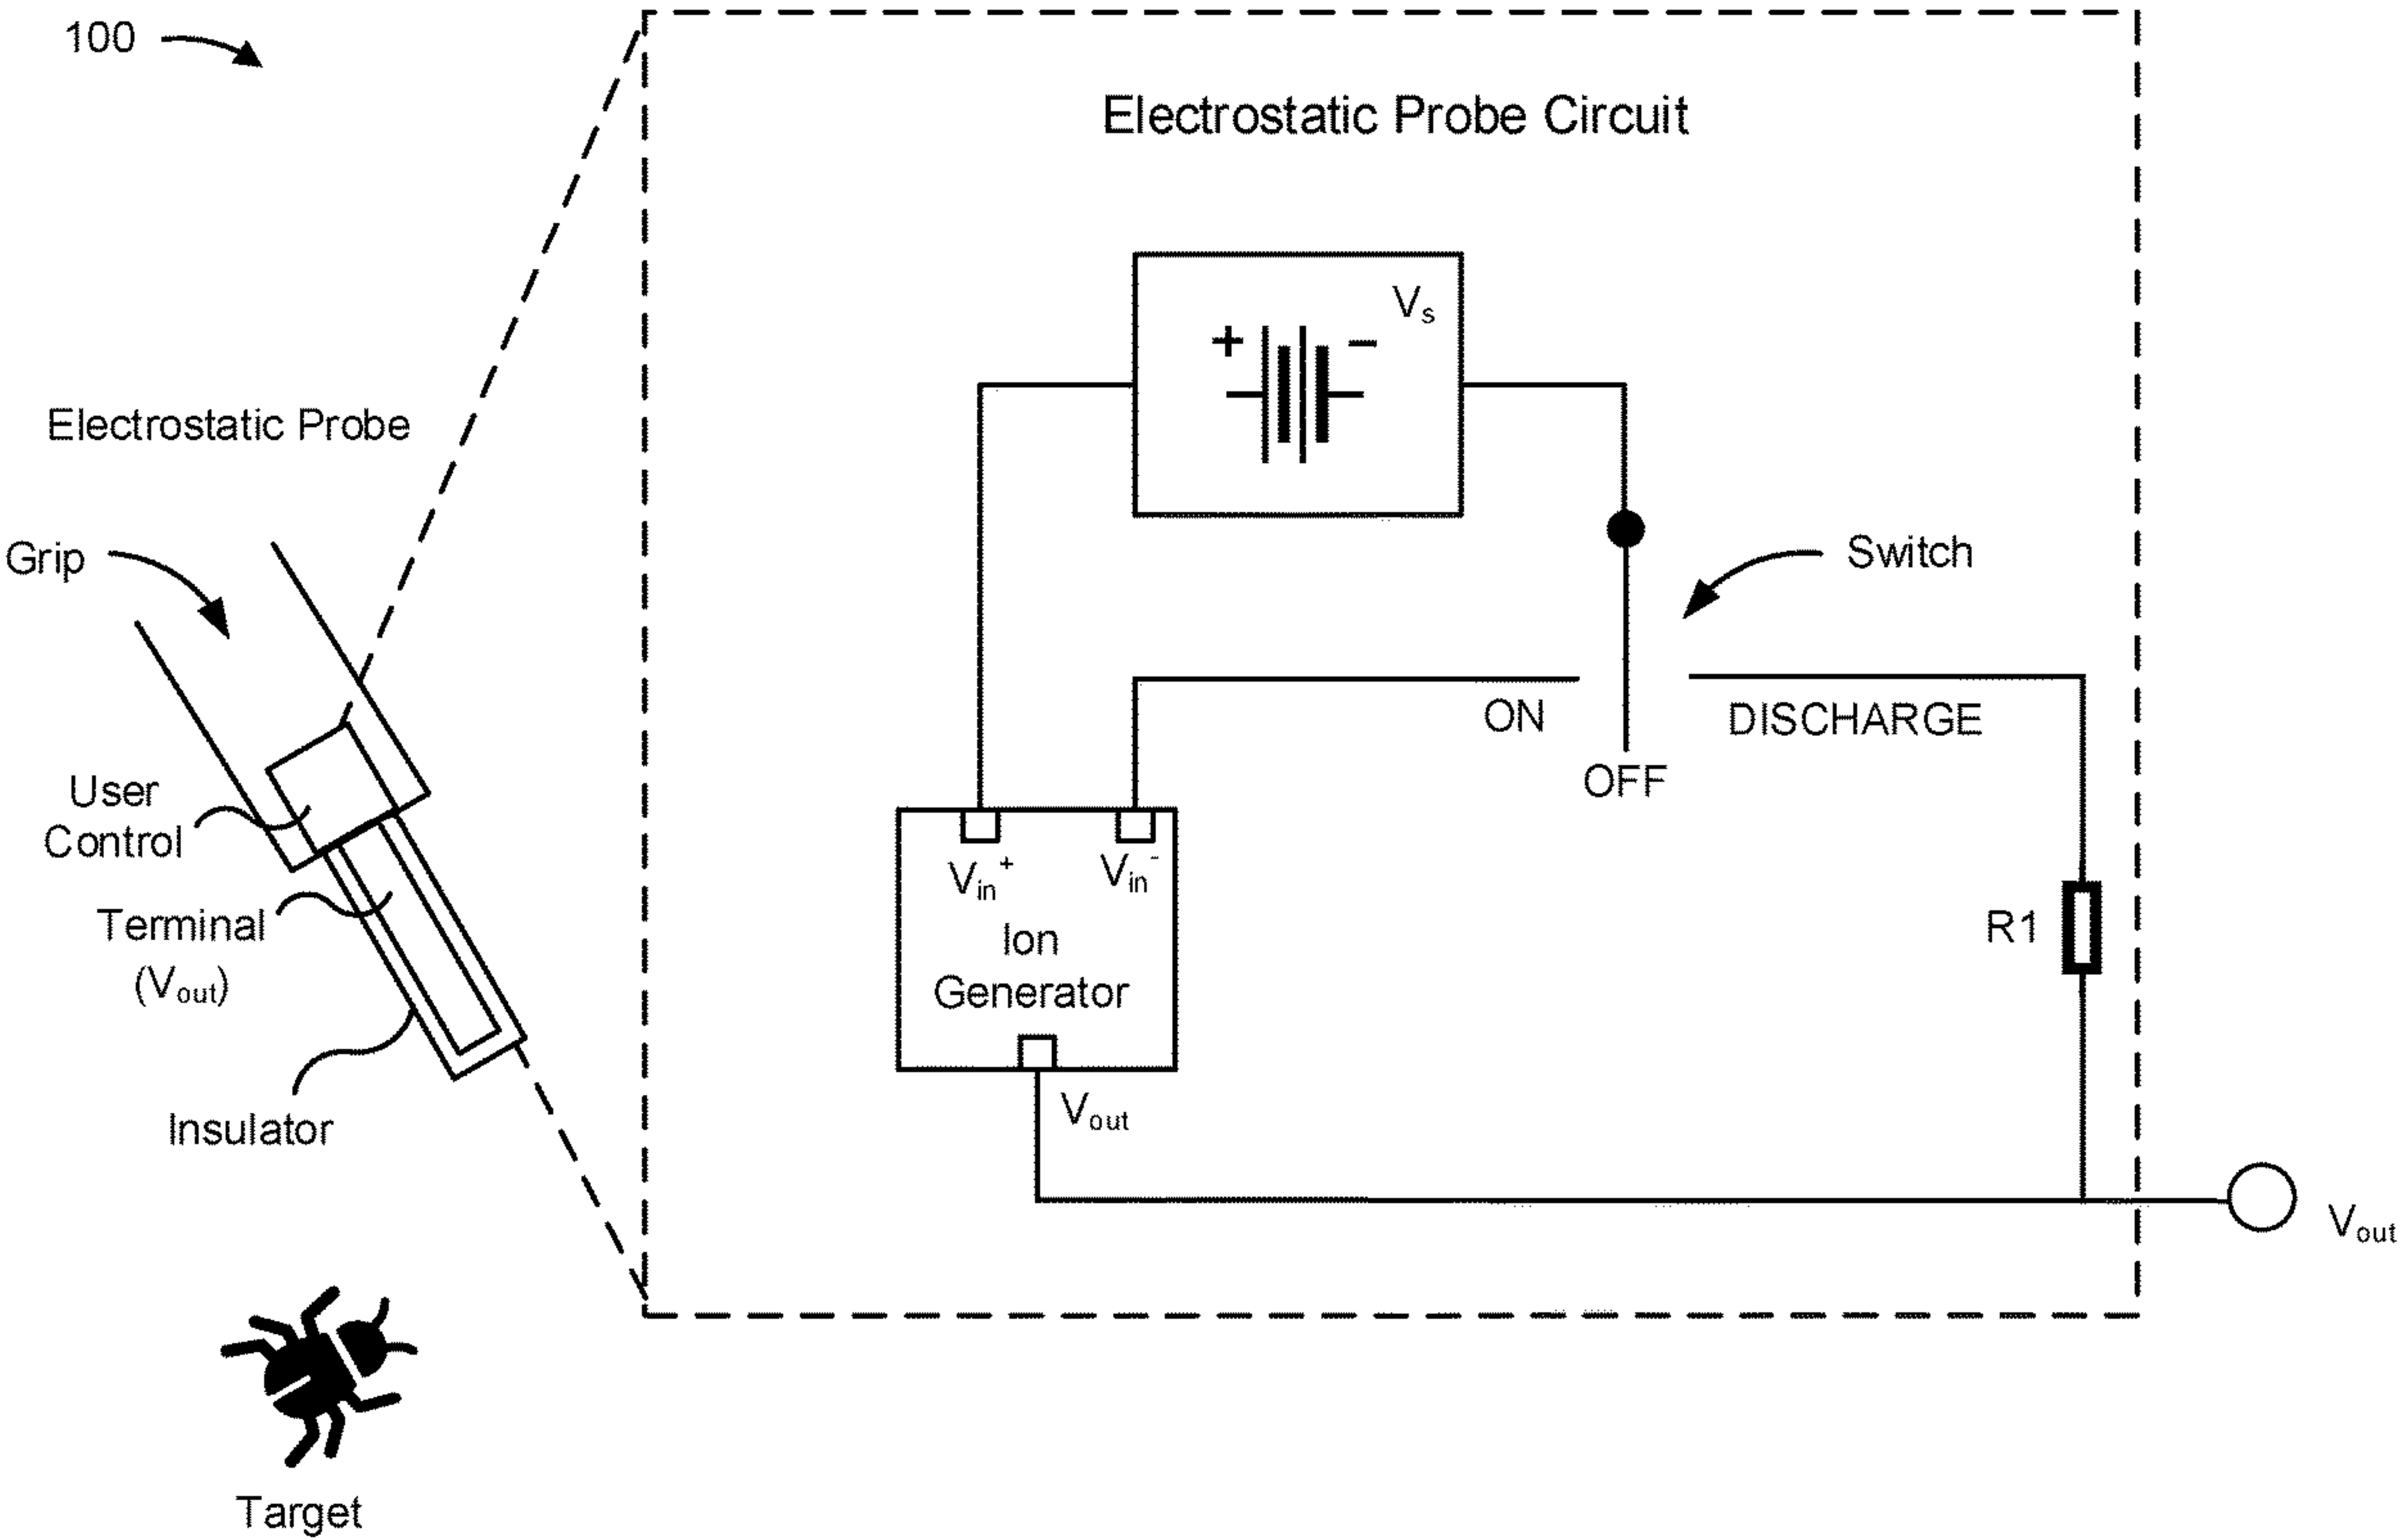 100
Electrostatic Probe Circuit
+
−
Vs
Electrostatic Probe
Grip
Switch
ON
DISCHARGE
OFF
User
Control
Vin+
Vin-
Terminal
(Vout)
Ion
Generator
R1
Insulator
Vout
Vout
Target